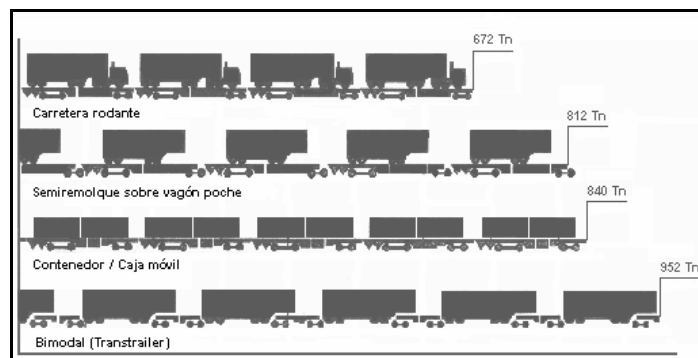 672 Tn
Carretera rodante
812 Tn
Semiremolque sobre vagón poche
840 Tn
Contenedor / Caja móvil
952 Tn
Bimodal (Transtrailer)